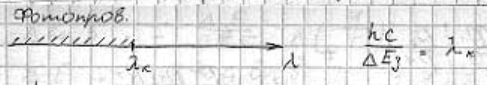 Фотопров.
λк λ
hc / ΔEз = λк